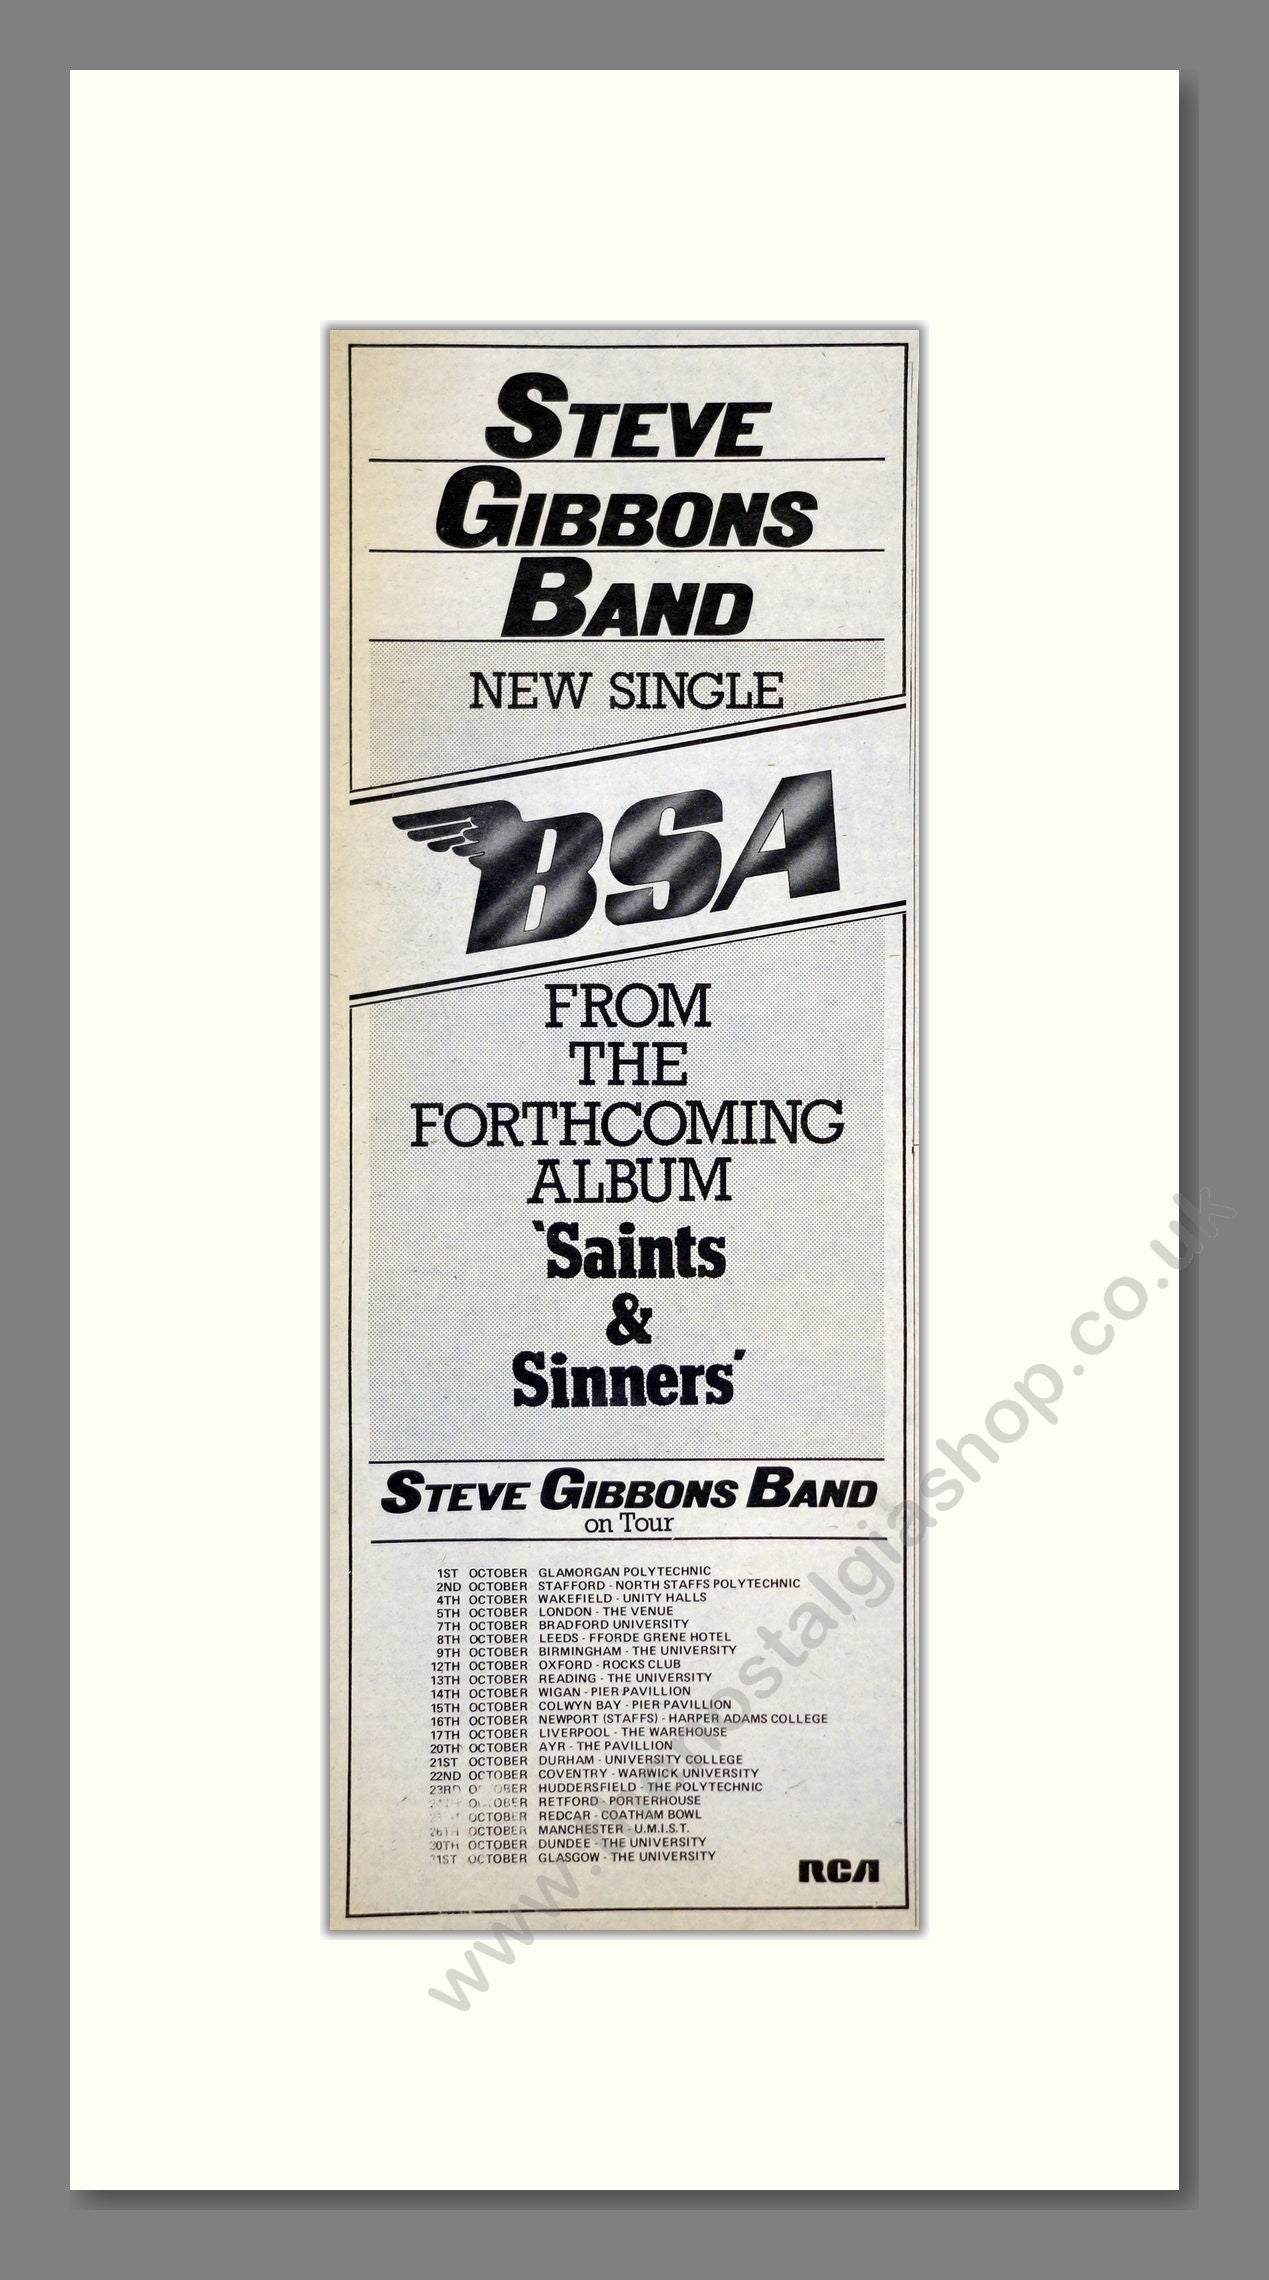 STEVE
GIBBONS
BAND
NEW SINGLE
BSA
FROM
THE
FORTHCOMING
ALBUM
'Saints
&
Sinners'
STEVE GIBBONS BAND
on Tour
1ST OCTOBER GLAMORGAN POLYTECHNIC
2ND OCTOBER STAFFORD - NORTH STAFFS POLYTECHNIC
4TH OCTOBER WAKEFIELD - UNITY HALLS
5TH OCTOBER LONDON - THE VENUE
7TH OCTOBER BRADFORD UNIVERSITY
8TH OCTOBER LEEDS - FFORDE GRENE HOTEL
9TH OCTOBER BIRMINGHAM - THE UNIVERSITY
12TH OCTOBER OXFORD - ROCKS CLUB
13TH OCTOBER READING - THE UNIVERSITY
14TH OCTOBER WIGAN - PIER PAVILLION
15TH OCTOBER COLWYN BAY - PIER PAVILLION
16TH OCTOBER NEWPORT (STAFFS) - HARPER ADAMS COLLEGE
17TH OCTOBER LIVERPOOL - THE WAREHOUSE
20TH OCTOBER AYR - THE PAVILLION
21ST OCTOBER DURHAM - UNIVERSITY COLLEGE
22ND OCTOBER COVENTRY - WARWICK UNIVERSITY
23RD OCTOBER HUDDERSFIELD - THE POLYTECHNIC
OCTOBER RETFORD - PORTERHOUSE
OCTOBER REDCAR - COATHAM BOWL
26TH OCTOBER MANCHESTER - U.M.I.S.T.
30TH OCTOBER DUNDEE - THE UNIVERSITY
31ST OCTOBER GLASGOW - THE UNIVERSITY
RCA
www.thenostalgiashop.co.uk